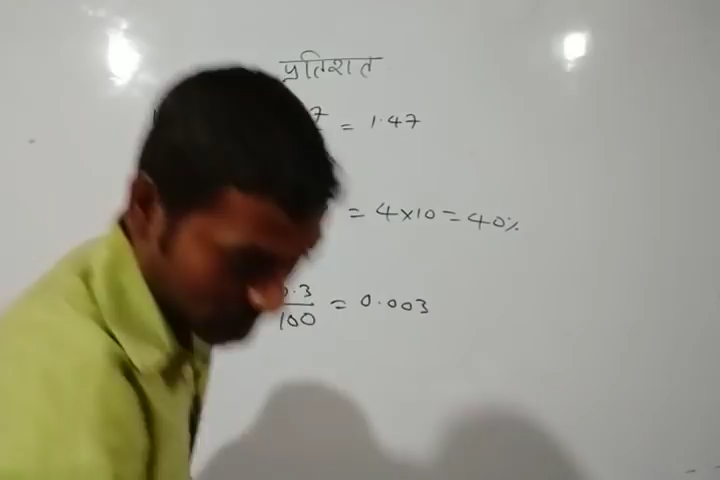 प्रतिशत
7 = 1.47
= 4×10 = 40%
0.3/100 = 0.003